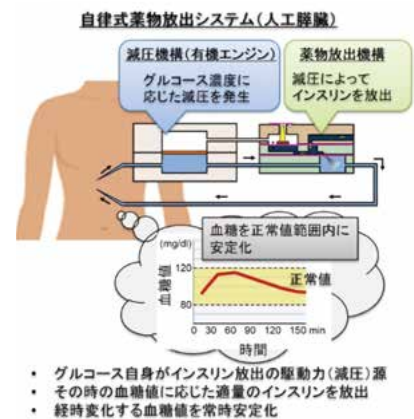 自律式薬物放出システム(人工膵臓)
減圧機構(有機エンジン)
グルコース濃度に
応じた減圧を発生
薬物放出機構
減圧によって
インスリンを放出
血糖を正常値範囲内に
安定化
(mg/dl)
120
80
血糖値
正常値
0 30 60 90 120 150 min
時間
• グルコース自身がインスリン放出の駆動力(減圧)源
• その時の血糖値に応じた適量のインスリンを放出
• 経時変化する血糖値を常時安定化